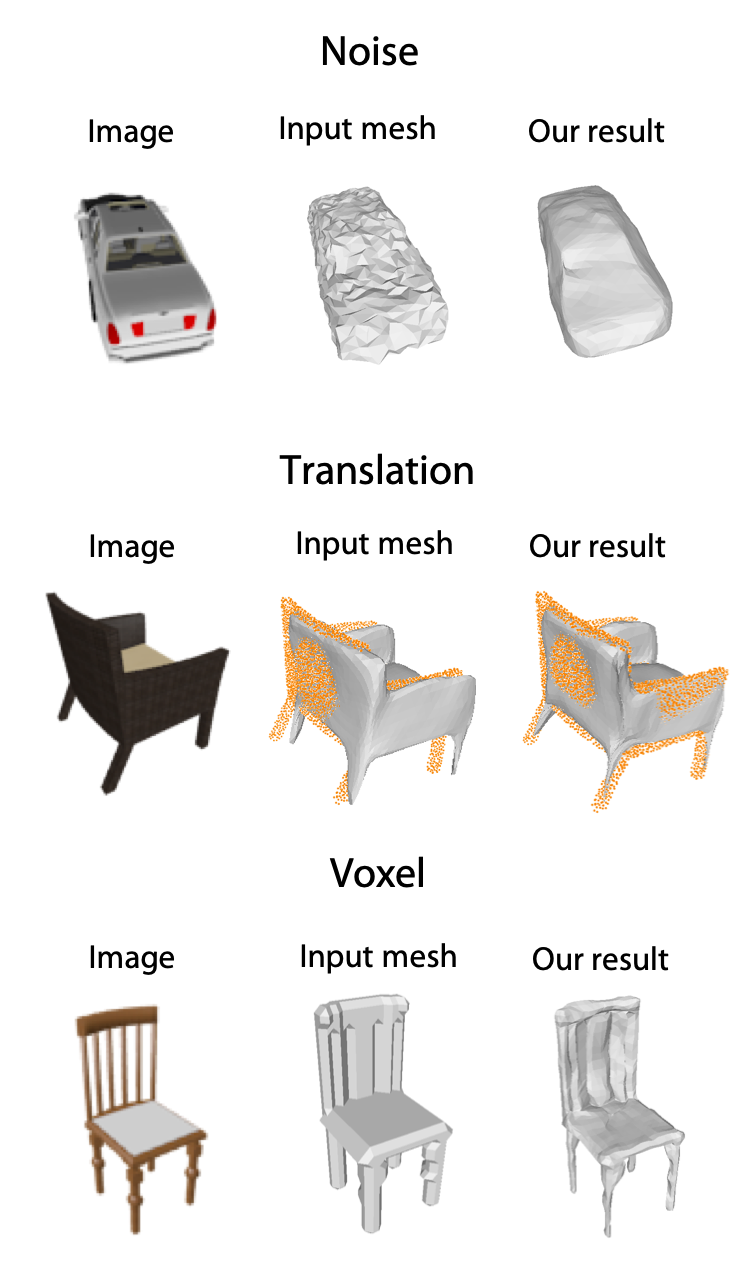 Noise
Image Input mesh Our result
Translation
Image Input mesh Our result
Voxel
Image Input mesh Our result